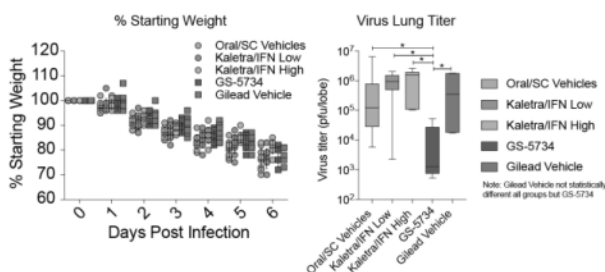 % Starting Weight
% Starting Weight
120
110
100
90
80
70
60
0
1
2
3
4
5
6
Days Post Infection
Oral/SC Vehicles
Kaletra/IFN Low
Kaletra/IFN High
GS-5734
Gilead Vehicle
Virus Lung Titer
Virus titer (pfu/lobe)
10⁷
10⁶
10⁵
10⁴
10³
10²
* 
*
*
*
Oral/SC Vehicles
Kaletra/IFN Low
Kaletra/IFN High
GS-5734
Gilead Vehicle
Oral/SC Vehicles
Kaletra/IFN Low
Kaletra/IFN High
GS-5734
Gilead Vehicle
Note: Gilead Vehicle not statistically
different all groups but GS-5734